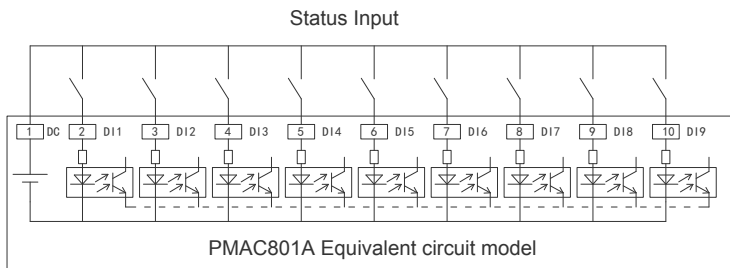 Status Input
1 DC 2 DI1 3 DI2 4 DI3 5 DI4 6 DI5 7 DI6 8 DI7 9 DI8 10 DI9
PMAC801A Equivalent circuit model